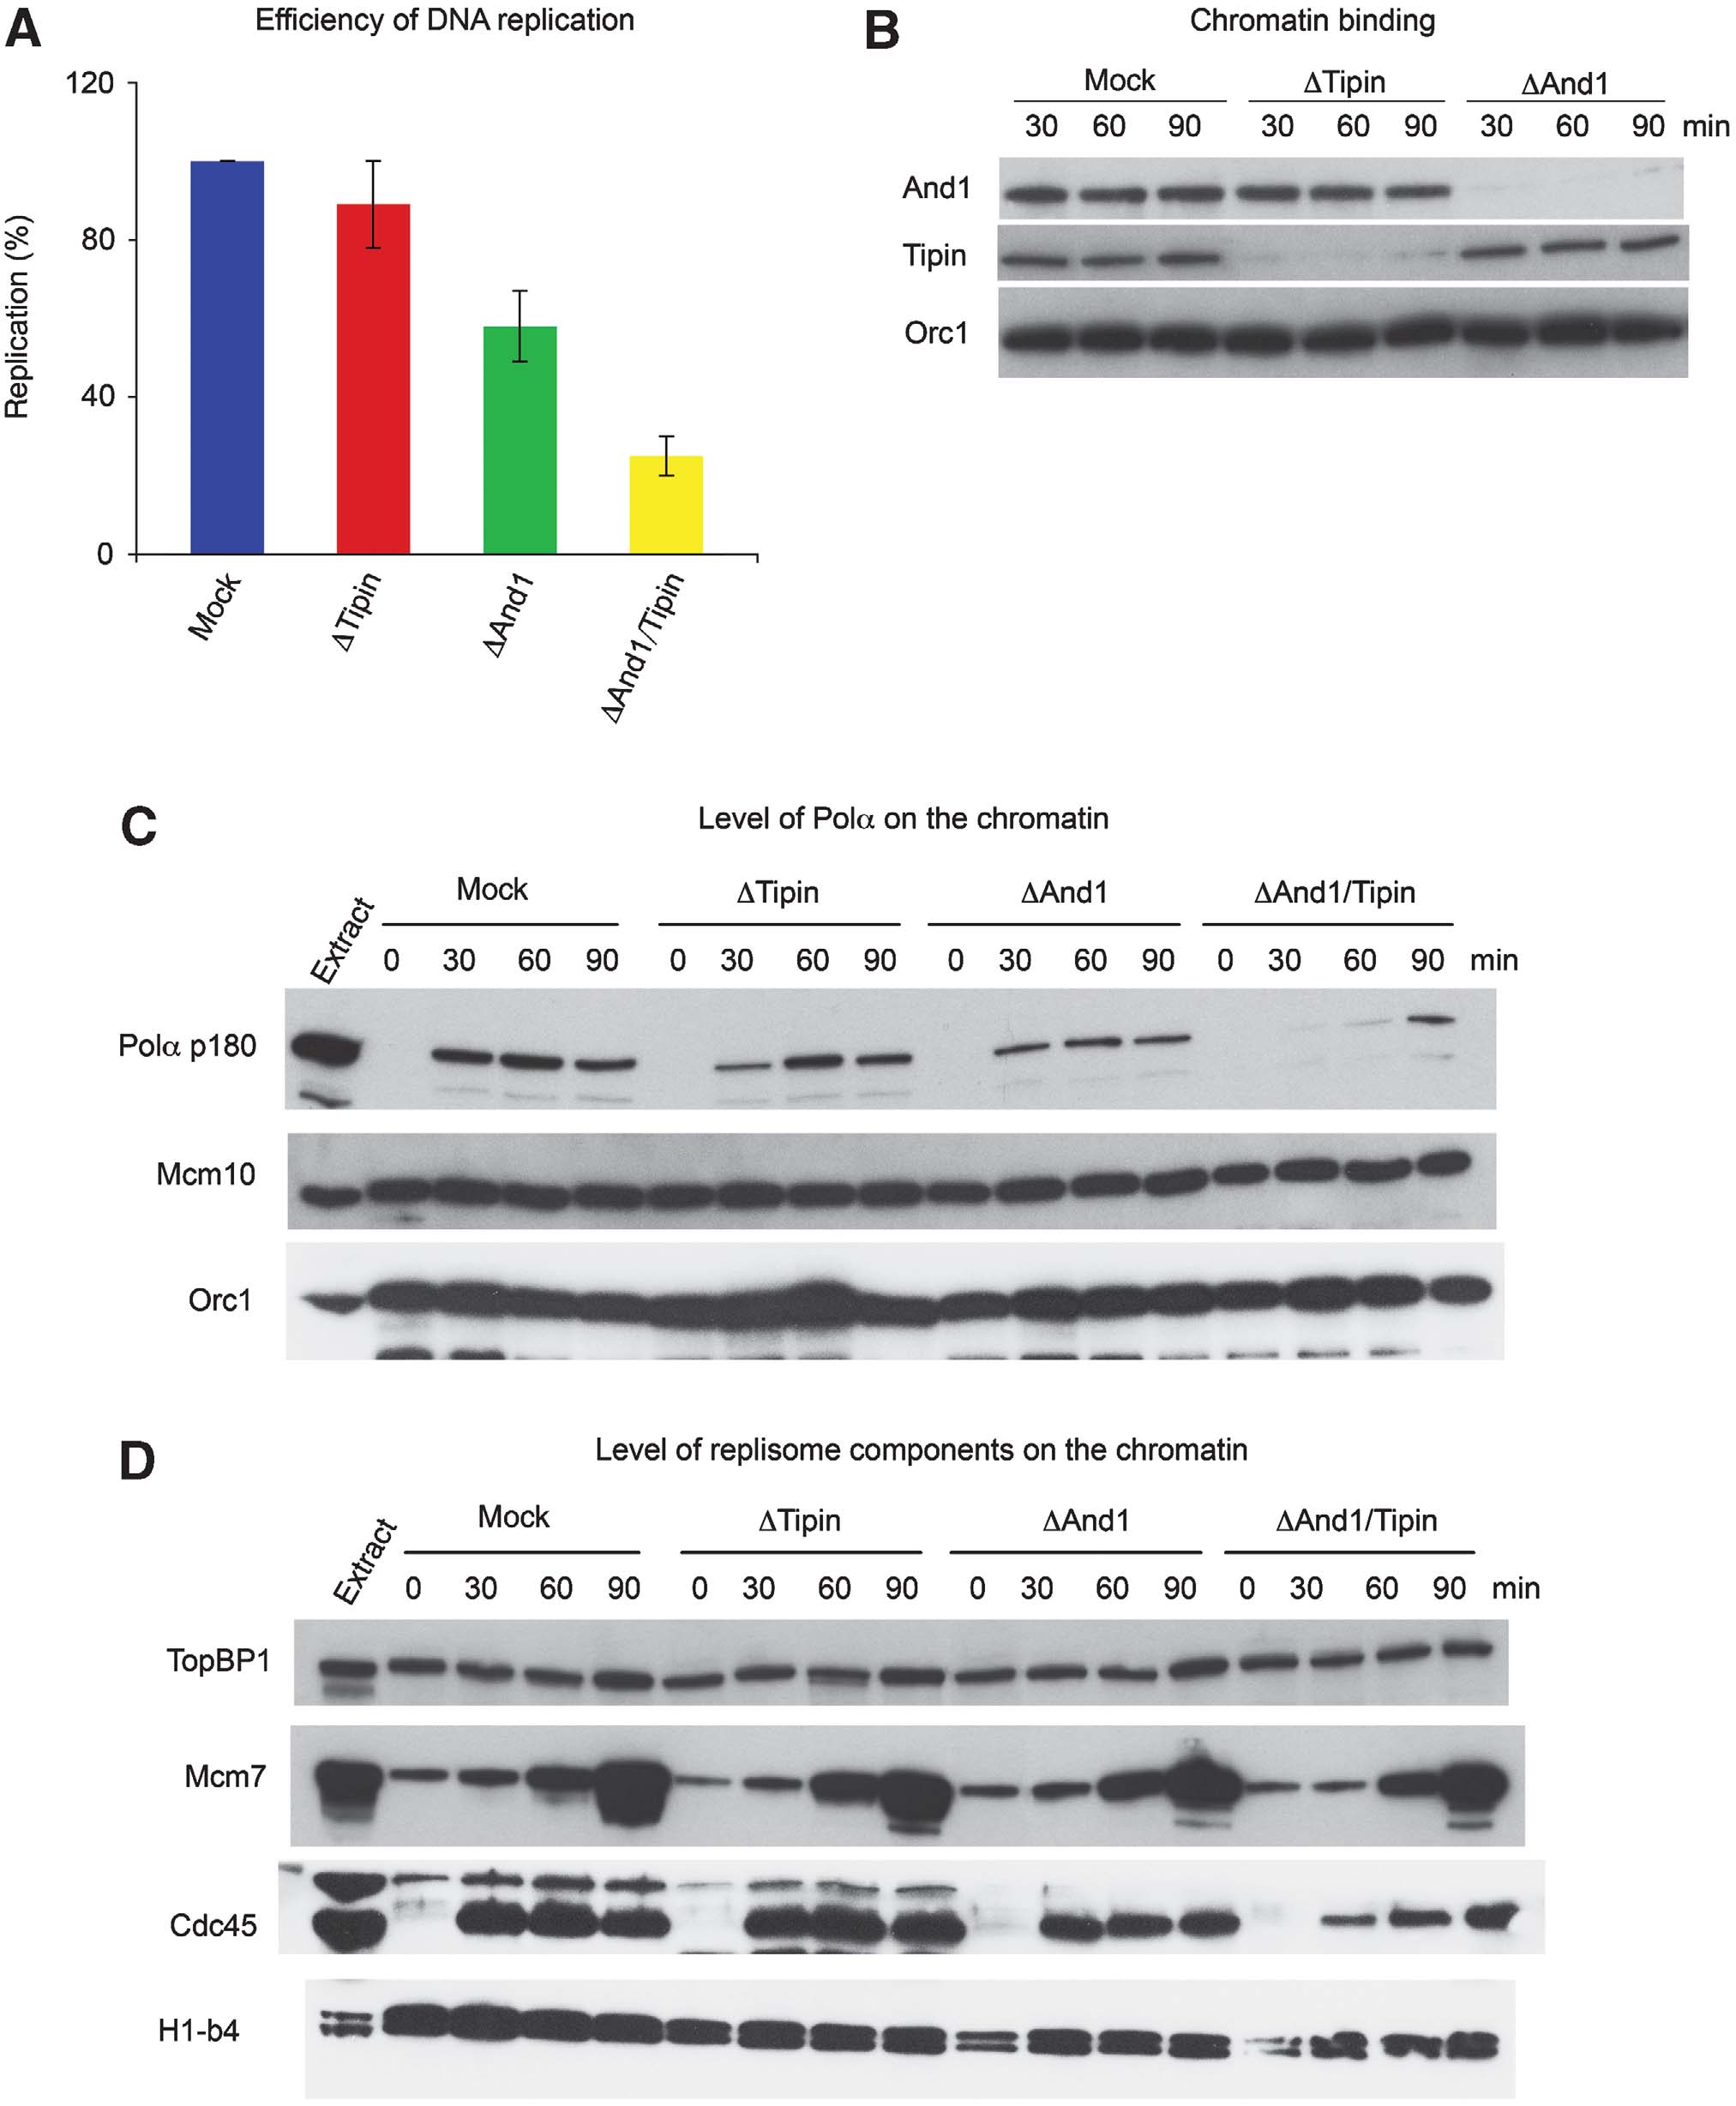 A
Efficiency of DNA replication
Replication (%)
120
80
40
0
Mock
ΔTipin
ΔAnd1
ΔAnd1/Tipin
B
Chromatin binding
Mock ΔTipin ΔAnd1
30 60 90 30 60 90 30 60 90 min
And1
Tipin
Orc1
C
Level of Polα on the chromatin
Mock ΔTipin ΔAnd1 ΔAnd1/Tipin
Extract 0 30 60 90 0 30 60 90 0 30 60 90 0 30 60 90 min
Polα p180
Mcm10
Orc1
D
Level of replisome components on the chromatin
Mock ΔTipin ΔAnd1 ΔAnd1/Tipin
Extract 0 30 60 90 0 30 60 90 0 30 60 90 0 30 60 90 min
TopBP1
Mcm7
Cdc45
H1-b4